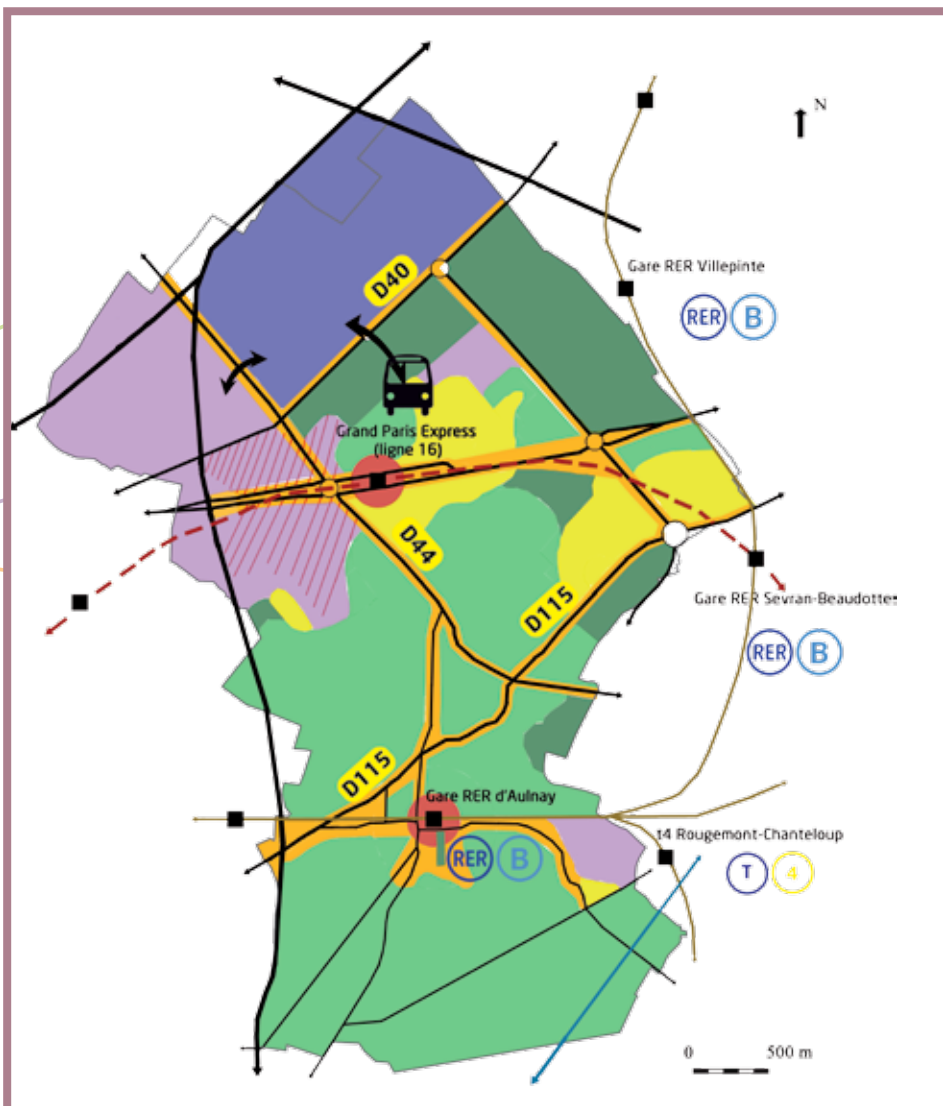 N
Gare RER Villepinte
RER B
D40
Grand Paris Express
(ligne 16)
D44
D115
Gare RER Sevran-Beaudottes
RER B
D115
Gare RER d'Aulnay
RER B
t4 Rougemont-Chanteloup
T 4
0 500 m